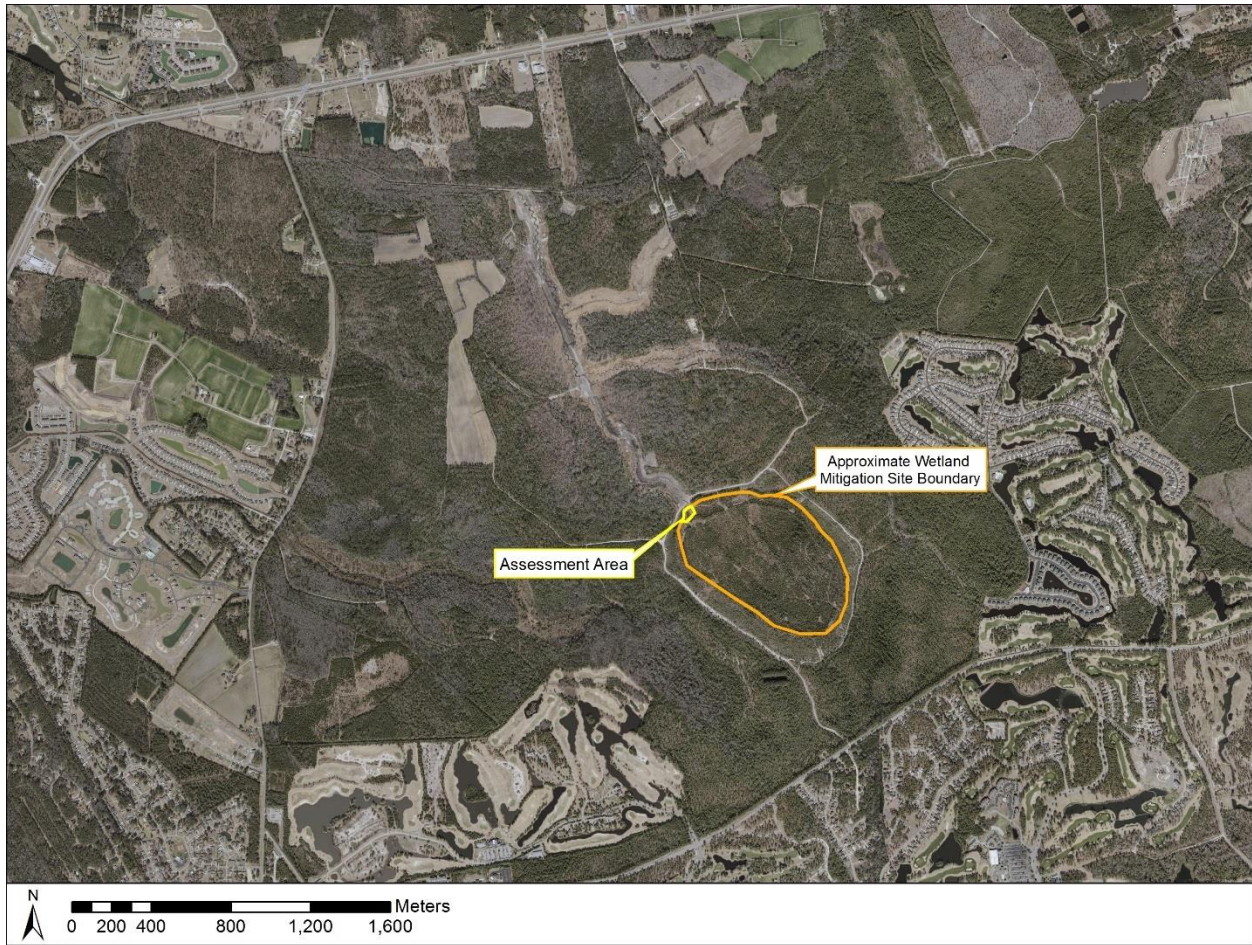 Approximate Wetland
Mitigation Site Boundary
Assessment Area
N
Meters
0 200 400 800 1,200 1,600